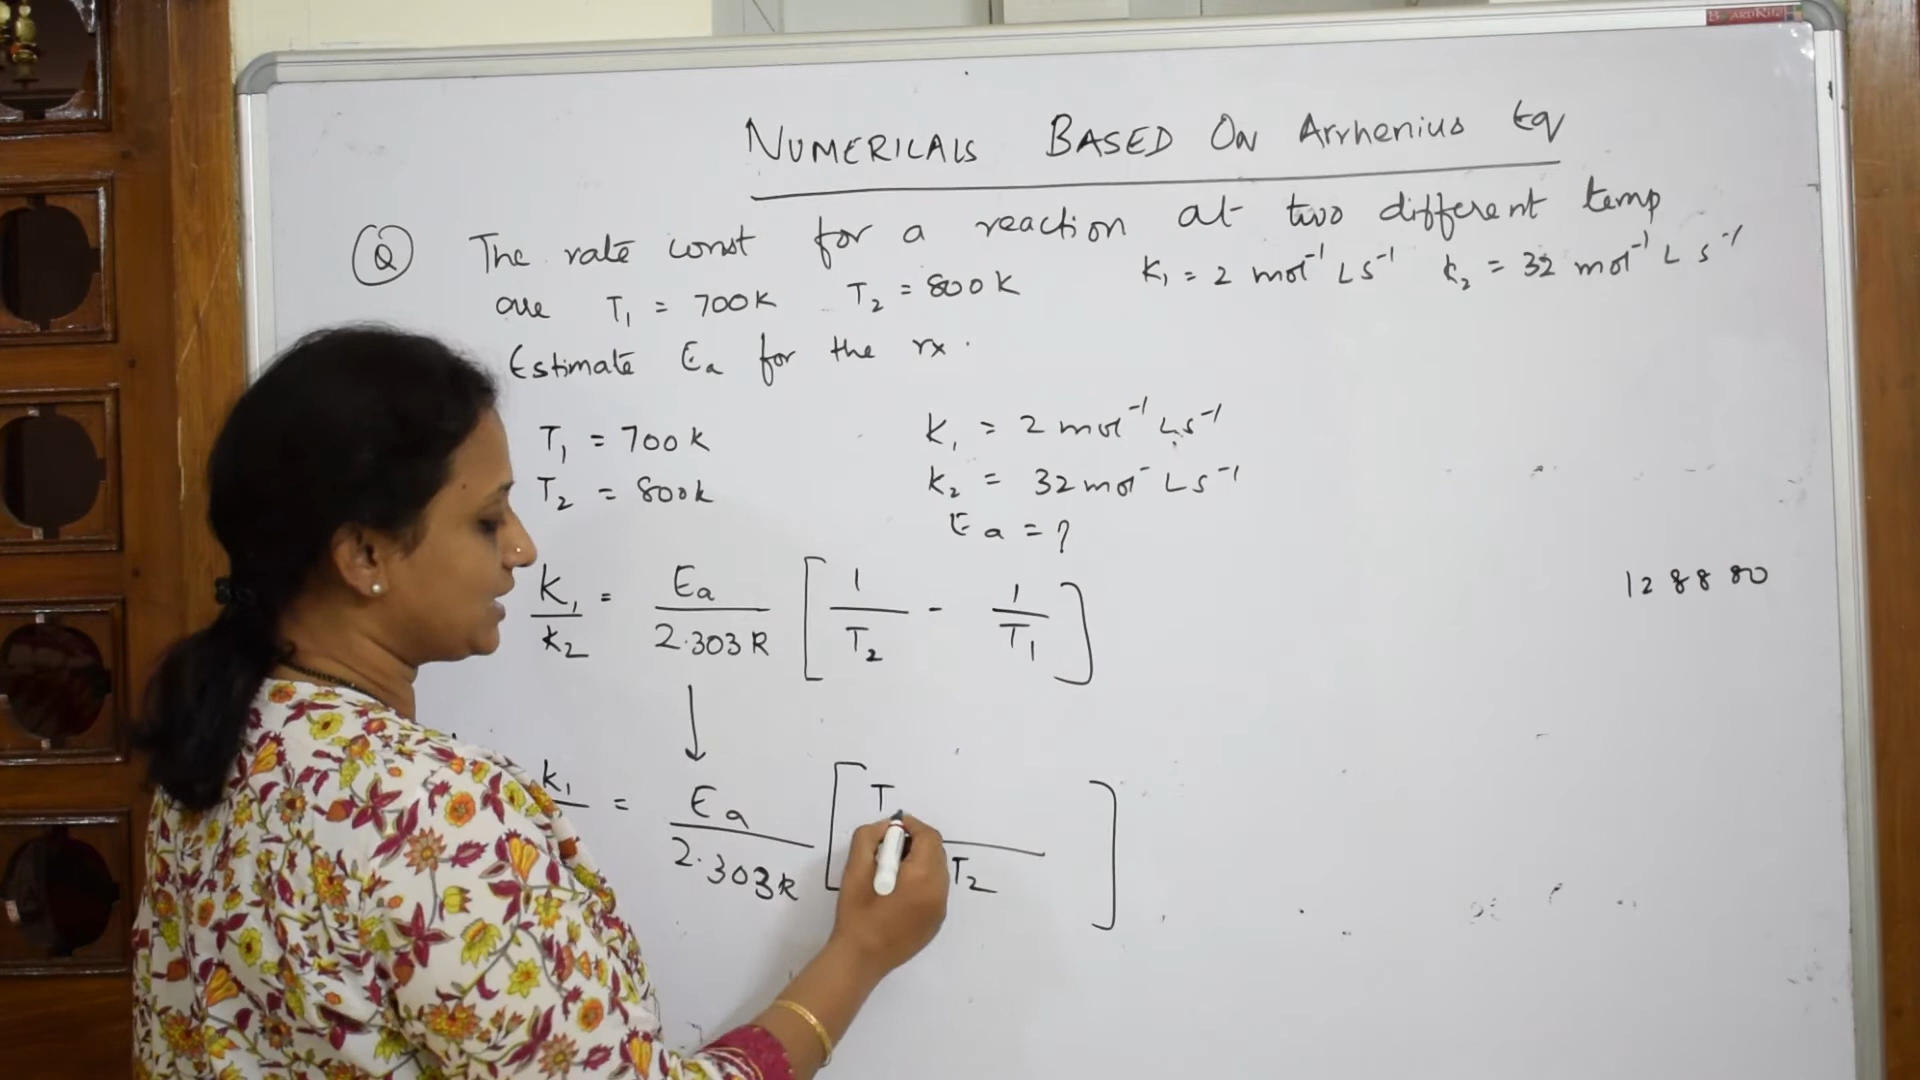 BOARDRITE
NUMERICALS BASED ON Arrhenius Eq
Q The rate const for a reaction at two different temp
are T₁ = 700K T₂ = 800K K₁ = 2 mol⁻¹ L s⁻¹ k₂ = 32 mol⁻¹ L s⁻¹
Estimate Ea for the rx.
T₁ = 700k K₁ = 2 mol⁻¹ L s⁻¹
T₂ = 800k k₂ = 32 mol⁻ L s⁻¹
Ea = ?
K₁/k₂ = Ea/2.303R [1/T₂ - 1/T₁]
128880
k₁/ = Ea/2.303R [T / T₂ ]